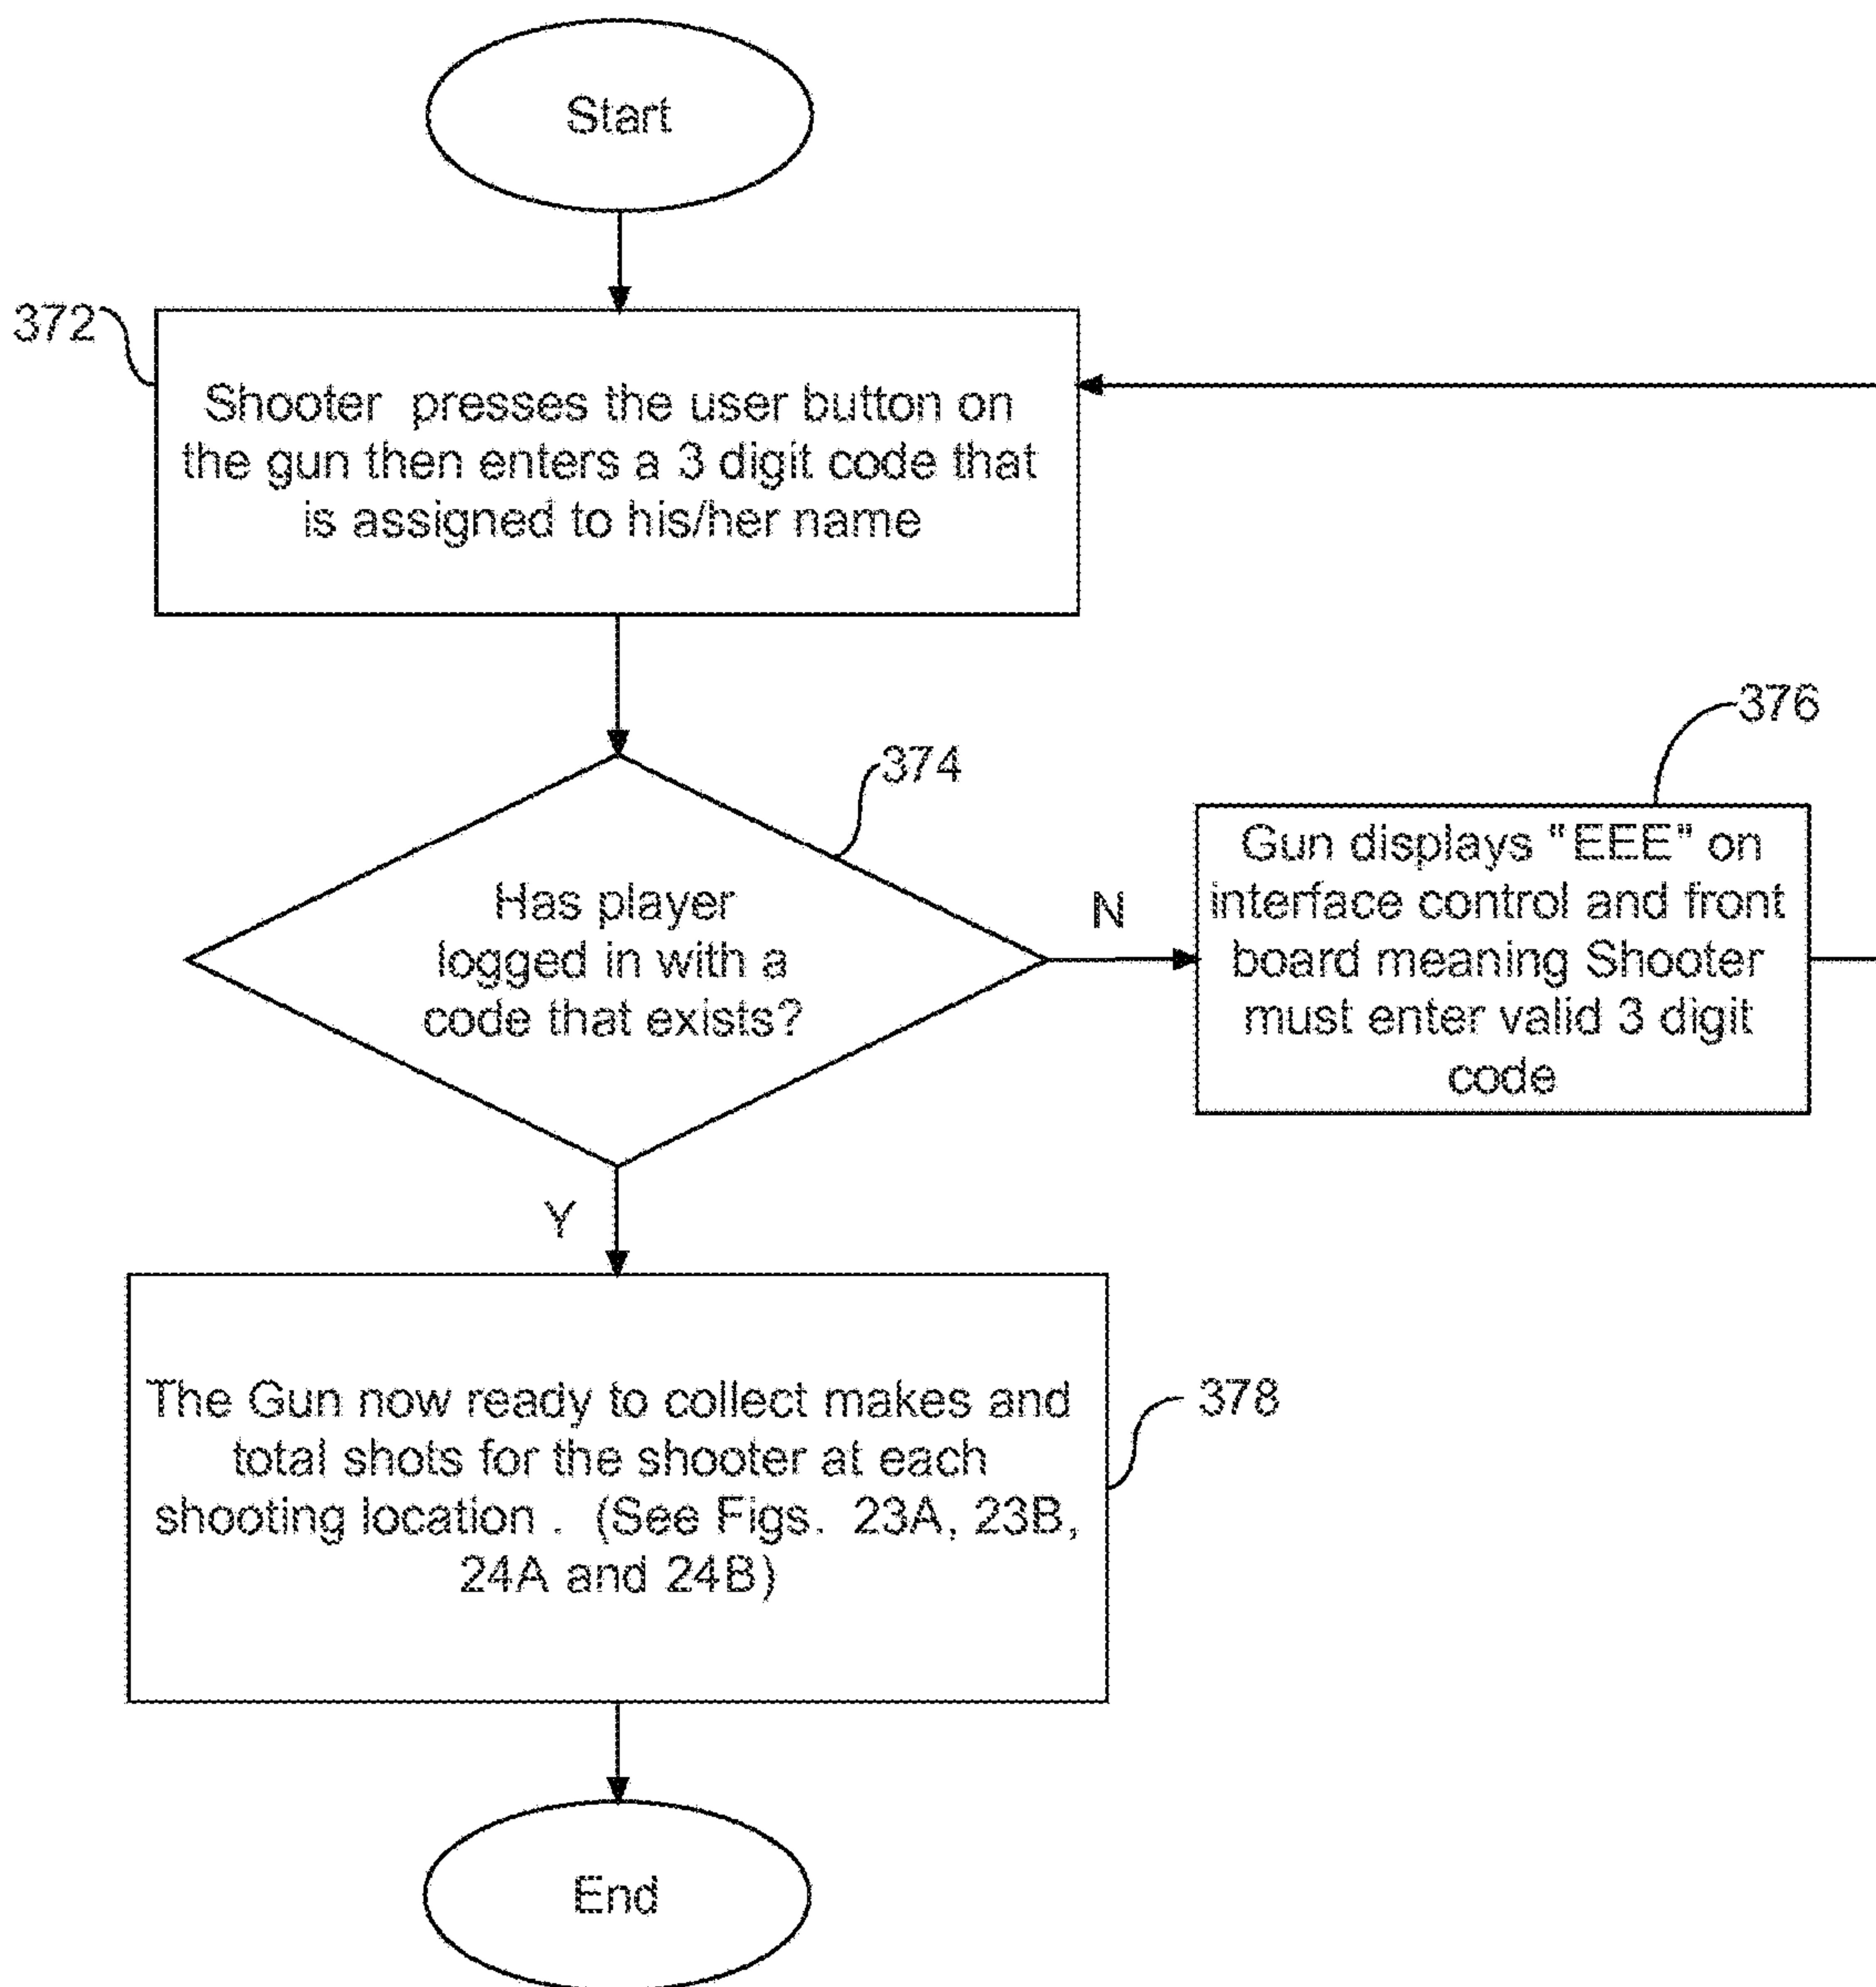 Start
372
Shooter presses the user button on
the gun then enters a 3 digit code that
is assigned to his/her name
376
374
Has player
logged in with a
code that exists?
N
Gun displays "EEE" on
interface control and front
board meaning Shooter
must enter valid 3 digit
code
Y
The Gun now ready to collect makes and
total shots for the shooter at each
shooting location . (See Figs. 23A, 23B,
24A and 24B)
378
End